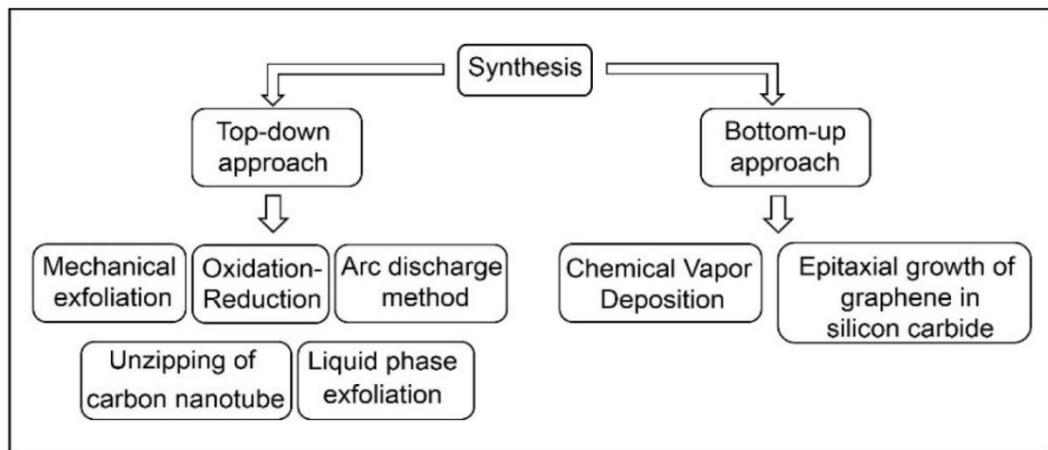 Synthesis
Top-down
approach
Bottom-up
approach
Mechanical
exfoliation
Oxidation-
Reduction
Arc discharge
method
Chemical Vapor
Deposition
Epitaxial growth of
graphene in
silicon carbide
Unzipping of
carbon nanotube
Liquid phase
exfoliation